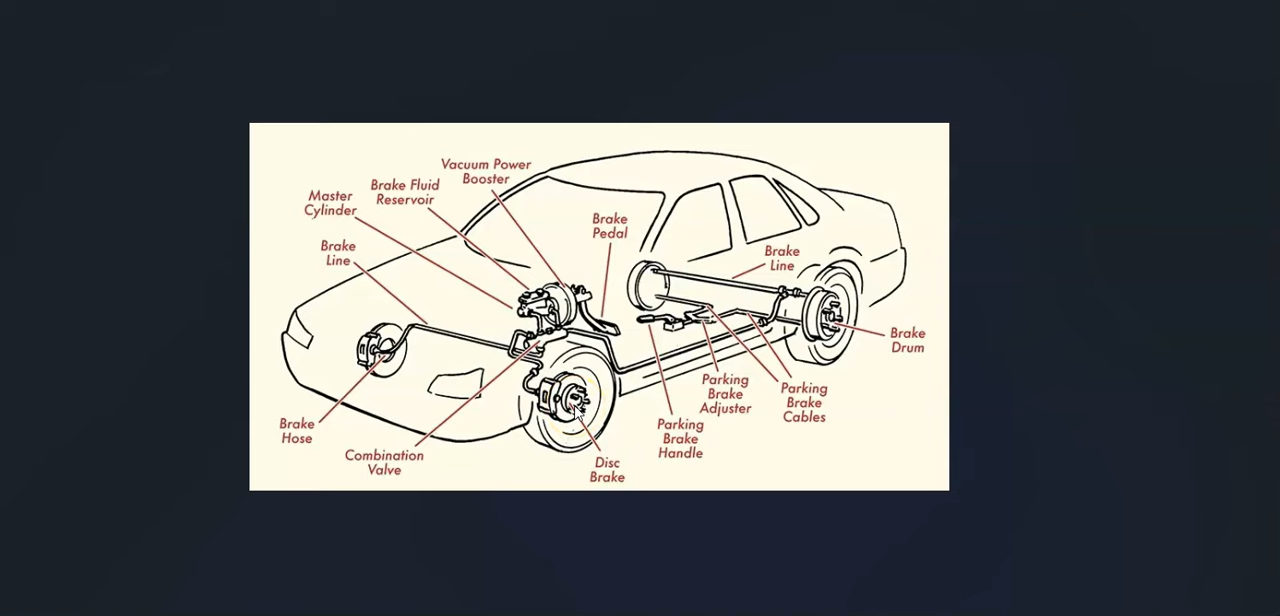 Vacuum Power
Booster
Brake Fluid
Reservoir
Master
Cylinder
Brake
Pedal
Brake
Line
Brake
Line
Brake
Drum
Parking
Brake
Adjuster
Parking
Brake
Cables
Brake
Hose
Parking
Brake
Handle
Combination
Valve
Disc
Brake